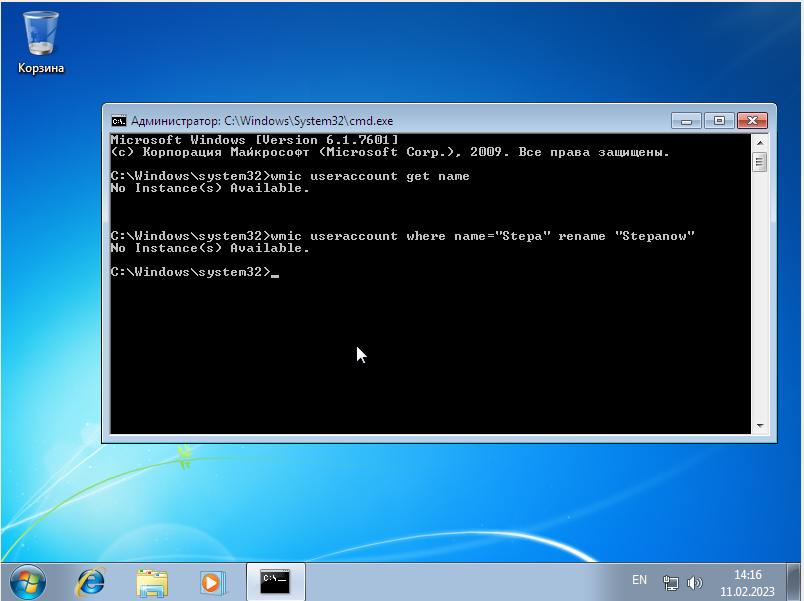 Корзина
Администратор: C:\Windows\System32\cmd.exe
Microsoft Windows [Version 6.1.7601]
(c) Корпорация Майкрософт (Microsoft Corp.), 2009. Все права защищены.
C:\Windows\system32>wmic useraccount get name
No Instance(s) Available.
C:\Windows\system32>wmic useraccount where name="Stepa" rename "Stepanow"
No Instance(s) Available.
C:\Windows\system32>_
EN
14:16
11.02.2023